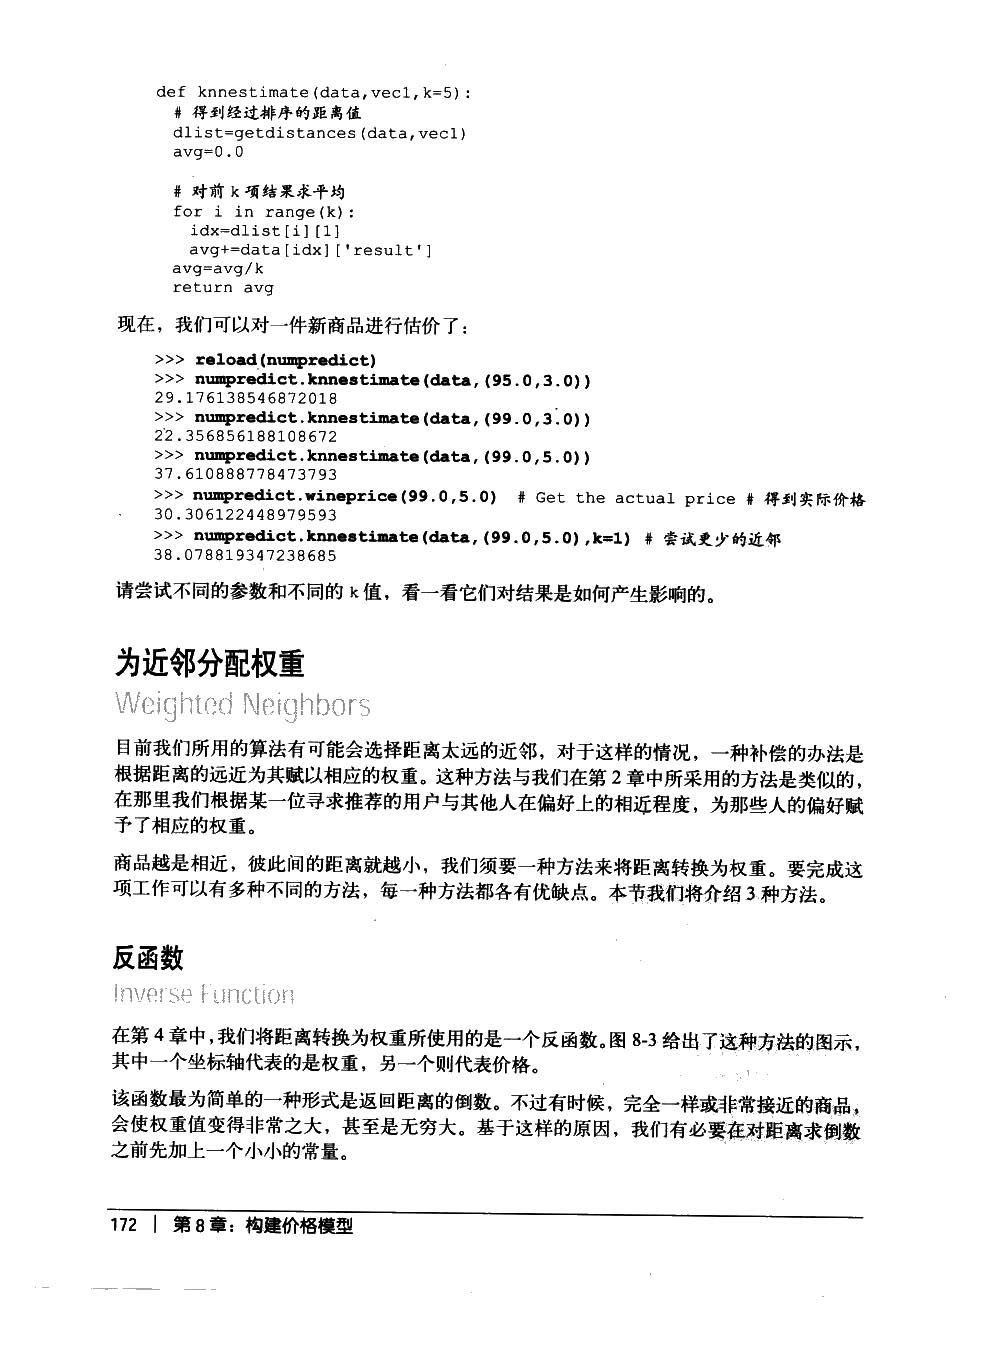 def knnestimate(data,vec1,k=5):
# 得到经过排序的距离值
dlist=getdistances(data,vec1)
avg=0.0
# 对前 k 项结果求平均
for i in range(k):
idx=dlist[i][1]
avg+=data[idx]['result']
avg=avg/k
return avg
现在，我们可以对一件新商品进行估价了：
>>> reload(numpredict)
>>> numpredict.knnestimate(data,(95.0,3.0))
29.176138546872018
>>> numpredict.knnestimate(data,(99.0,3.0))
22.356856188108672
>>> numpredict.knnestimate(data,(99.0,5.0))
37.610888778473793
>>> numpredict.wineprice(99.0,5.0) # Get the actual price # 得到实际价格
30.306122448979593
>>> numpredict.knnestimate(data,(99.0,5.0),k=1) # 尝试更少的近邻
38.078819347238685
请尝试不同的参数和不同的 k 值，看一看它们对结果是如何产生影响的。
为近邻分配权重
Weighted Neighbors
目前我们所用的算法有可能会选择距离太远的近邻，对于这样的情况，一种补偿的办法是
根据距离的远近为其赋以相应的权重。这种方法与我们在第 2 章中所采用的方法是类似的，
在那里我们根据某一位寻求推荐的用户与其他人在偏好上的相近程度，为那些人的偏好赋
予了相应的权重。
商品越是相近，彼此间的距离就越小，我们须要一种方法来将距离转换为权重。要完成这
项工作可以有多种不同的方法，每一种方法都各有优缺点。本节我们将介绍 3 种方法。
反函数
Inverse Function
在第 4 章中，我们将距离转换为权重所使用的是一个反函数。图 8-3 给出了这种方法的图示，
其中一个坐标轴代表的是权重，另一个则代表价格。
该函数最为简单的一种形式是返回距离的倒数。不过有时候，完全一样或非常接近的商品，
会使权重值变得非常之大，甚至是无穷大。基于这样的原因，我们有必要在对距离求倒数
之前先加上一个小小的常量。
172 | 第 8 章：构建价格模型